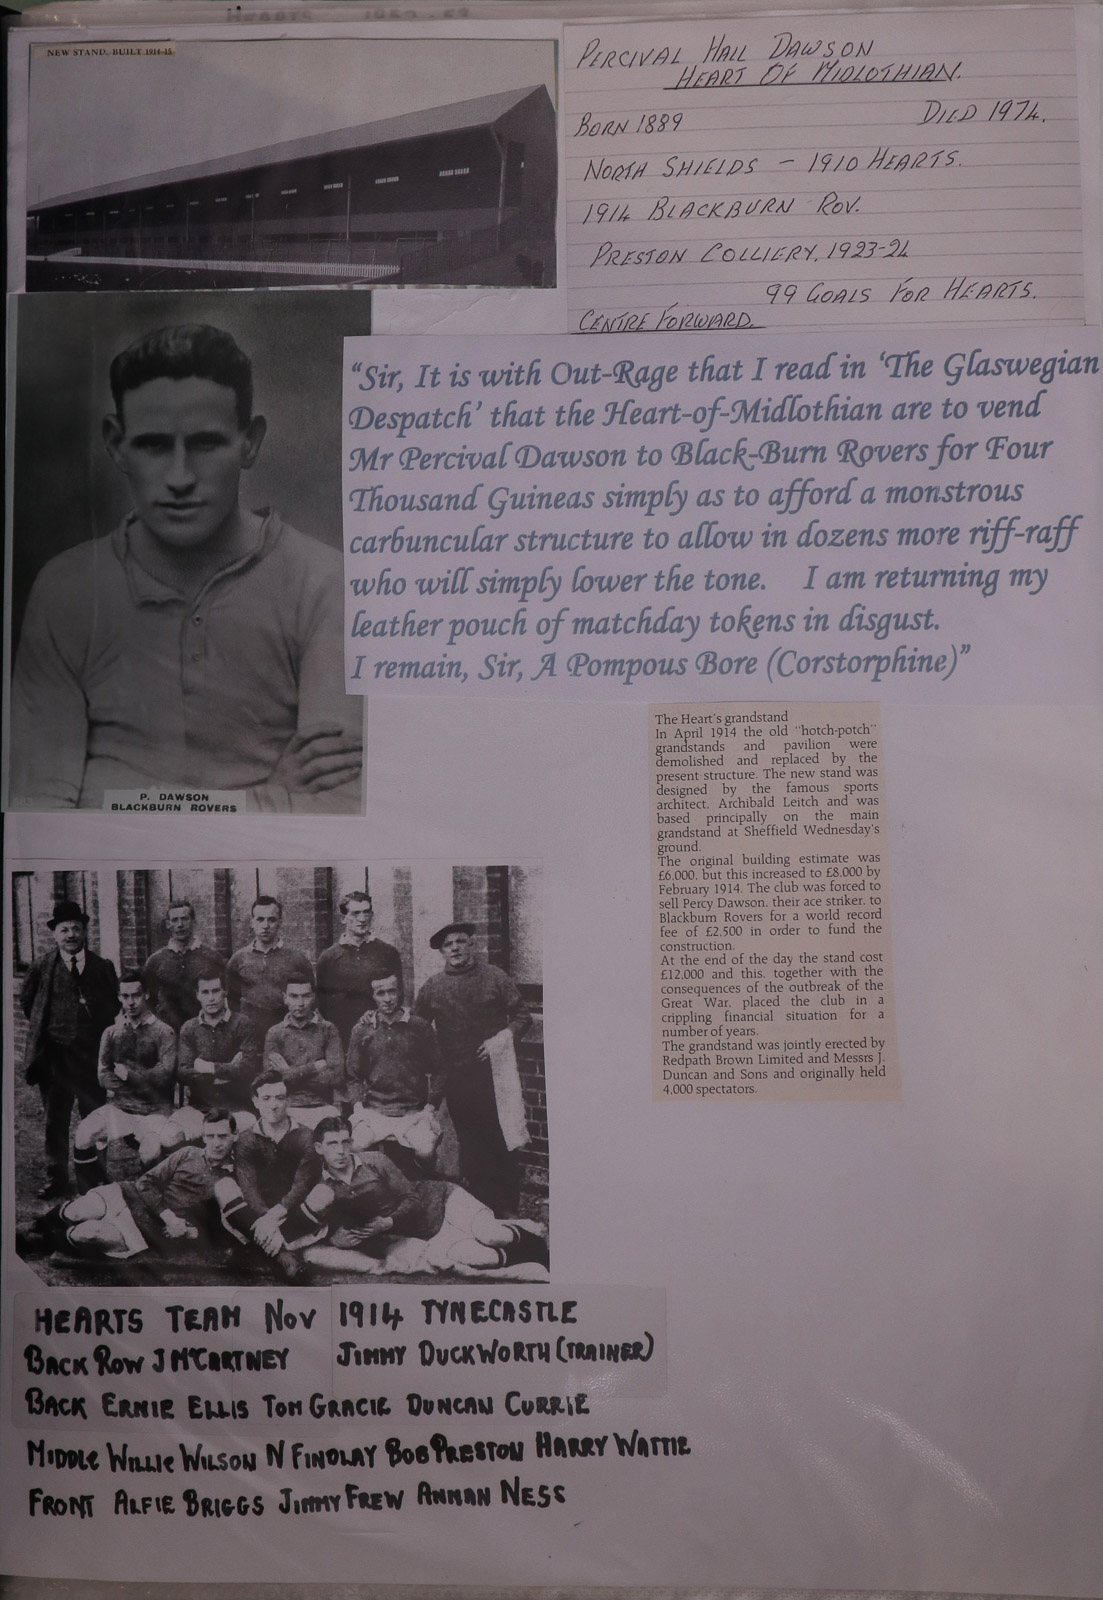 NEW STAND, BUILT 1914-15
PERCIVAL HALL DAWSON
HEART OF MIDLOTHIAN.
BORN 1889 DIED 1974.
NORTH SHIELDS – 1910 HEARTS.
1914 BLACKBURN ROV.
PRESTON COLLIERY, 1923-24
99 GOALS FOR HEARTS.
CENTRE FORWARD.
“Sir, It is with Out-Rage that I read in ‘The Glaswegian
Despatch’ that the Heart-of-Midlothian are to vend
Mr Percival Dawson to Black-Burn Rovers for Four
Thousand Guineas simply as to afford a monstrous
carbuncular structure to allow in dozens more riff-raff
who will simply lower the tone. I am returning my
leather pouch of matchday tokens in disgust.
I remain, Sir, A Pompous Bore (Corstorphine)”
P. DAWSON
BLACKBURN ROVERS
The Heart's grandstand
In April 1914 the old "hotch-potch"
grandstands and pavilion were
demolished and replaced by the
present structure. The new stand was
designed by the famous sports
architect, Archibald Leitch and was
based principally on the main
grandstand at Sheffield Wednesday's
ground.
The original building estimate was
£6,000, but this increased to £8,000 by
February 1914. The club was forced to
sell Percy Dawson, their ace striker, to
Blackburn Rovers for a world record
fee of £2,500 in order to fund the
construction.
At the end of the day the stand cost
£12,000 and this, together with the
consequences of the outbreak of the
Great War, placed the club in a
crippling financial situation for a
number of years.
The grandstand was jointly erected by
Redpath Brown Limited and Messrs J.
Duncan and Sons and originally held
4,000 spectators.
HEARTS TEAM NOV 1914 TYNECASTLE
BACK ROW J McCARTNEY JIMMY DUCKWORTH (TRAINER)
BACK ERNIE ELLIS TOM GRACIE DUNCAN CURRIE
MIDDLE WILLIE WILSON N FINDLAY BOB PRESTON HARRY WATTIE
FRONT ALFIE BRIGGS JIMMY FREW ANNAN NESS